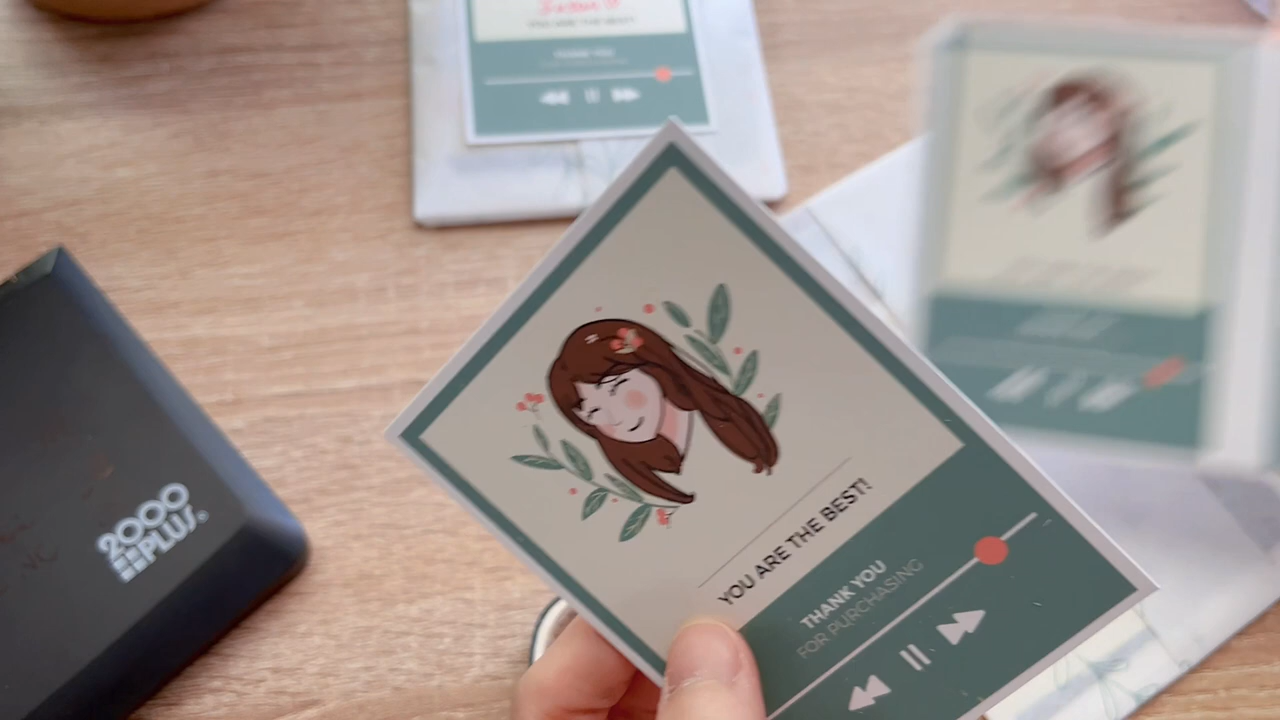 YOU ARE THE BEST!
THANK YOU
YOU ARE THE BEST!
THANK YOU
FOR PURCHASING
2000
PLUS®